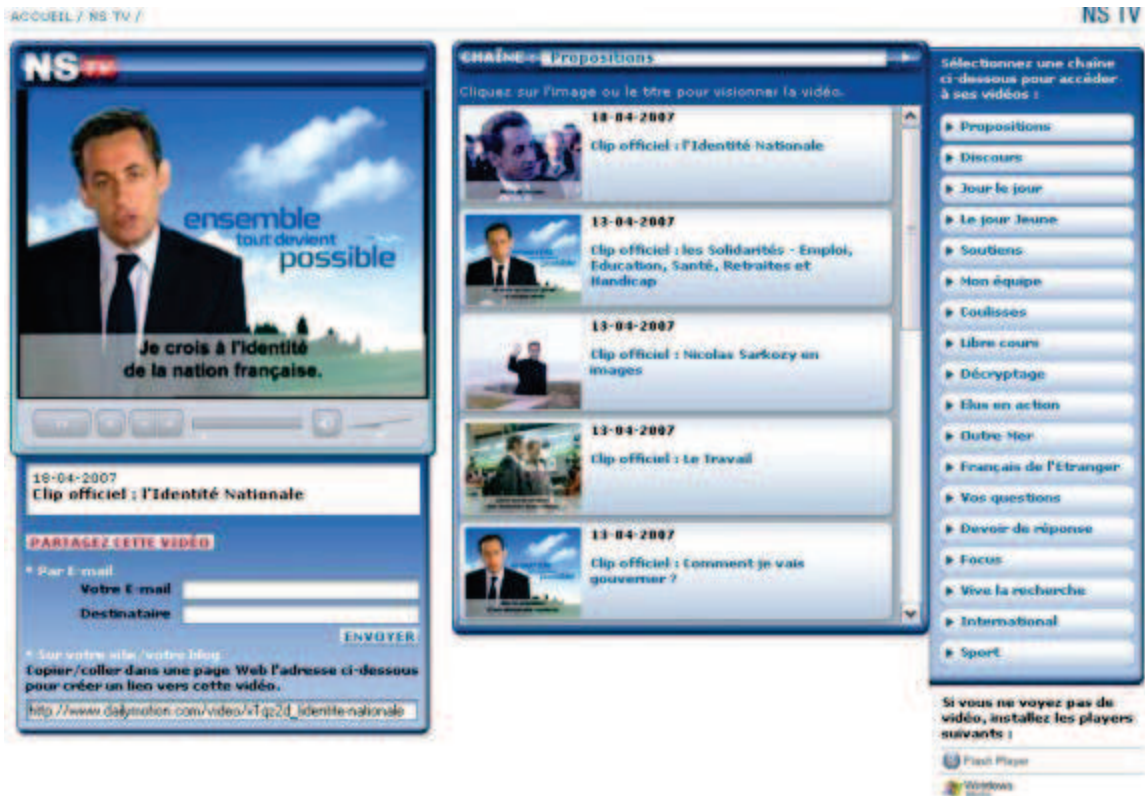 ACCUEIL / NS TV /
NS TV
NS TV
ensemble
tout devient
possible
Je crois à l'identité
de la nation française.
18-04-2007
Clip officiel : l'Identité Nationale
PARTAGEZ CETTE VIDÉO
* Par E-mail
Votre E-mail
Destinataire
ENVOYER
* Sur votre site/votre blog
Copier/coller dans une page Web l'adresse ci-dessous
pour créer un lien vers cette vidéo.
CHAÎNE : Propositions
Cliquez sur l'image ou le titre pour visionner la vidéo.
18-04-2007
Clip officiel : l'Identité Nationale
13-04-2007
Clip officiel : les Solidarités - Emploi,
Education, Santé, Retraites et
Handicap
13-04-2007
Clip officiel : Nicolas Sarkozy en
images
13-04-2007
Clip officiel : Le Travail
13-04-2007
Clip officiel : Comment je vais
gouverner ?
Sélectionnez une chaîne
ci-dessous pour accéder
à ses vidéos :
Propositions
Discours
Jour le jour
Le jour Jeune
Soutiens
Mon équipe
Coulisses
Libre cours
Décryptage
Elus en action
Outre Mer
Français de l'Etranger
Vos questions
Devoir de réponse
Focus
Vive la recherche
International
Sport
Si vous ne voyez pas de
vidéo, installez les players
suivants :
Flash Player
Windows